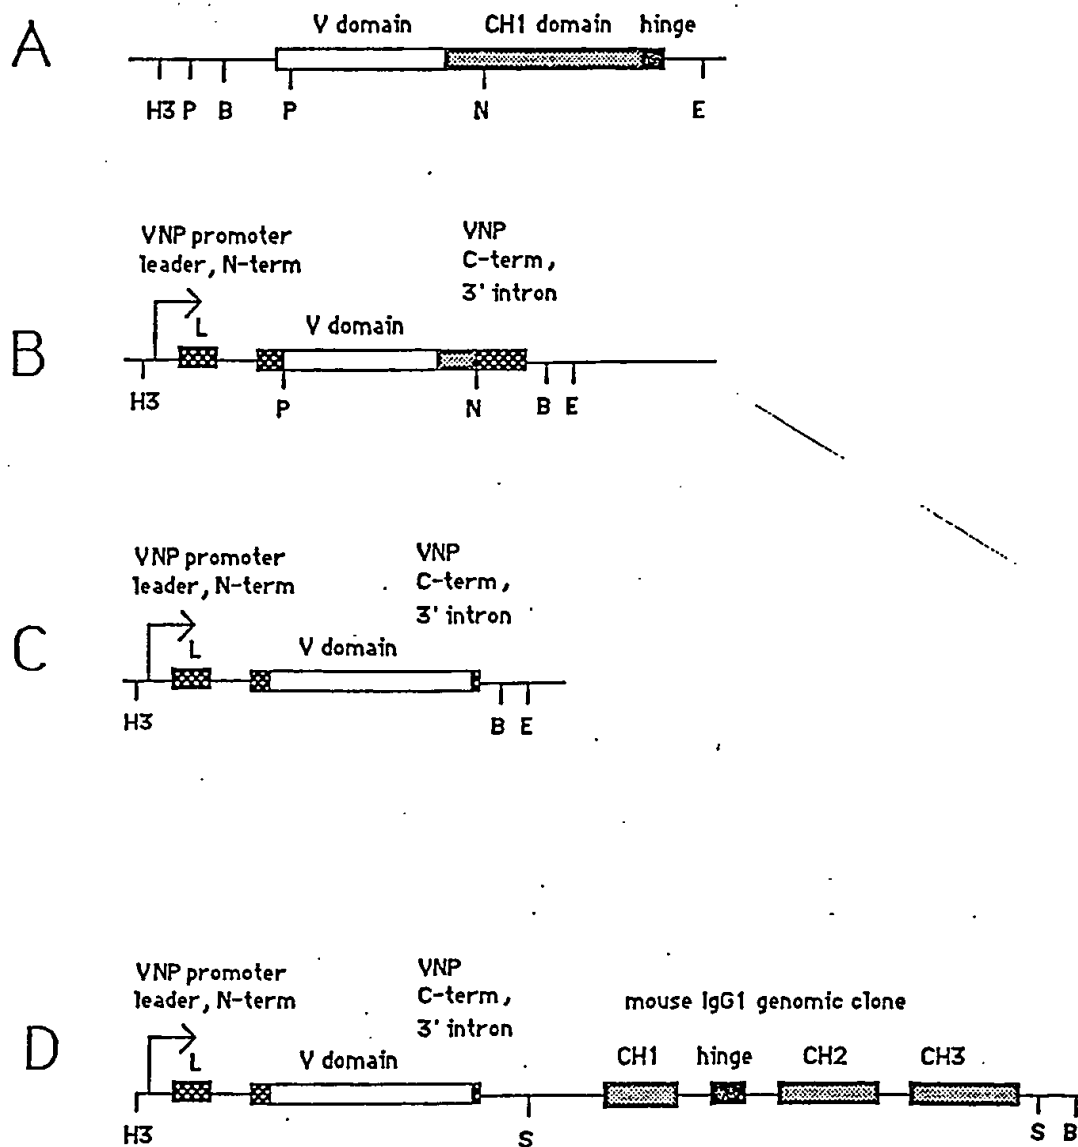 A
V domain CH1 domain hinge
H3 P B P N E
VNP promoter
leader, N-term
VNP
C-term,
3' intron
L
V domain
B
H3 P N B E
VNP promoter
leader, N-term
VNP
C-term,
3' intron
L
V domain
C
H3 B E
VNP promoter
leader, N-term
VNP
C-term,
3' intron
mouse IgG1 genomic clone
L
V domain
CH1 hinge CH2 CH3
D
H3 S S B